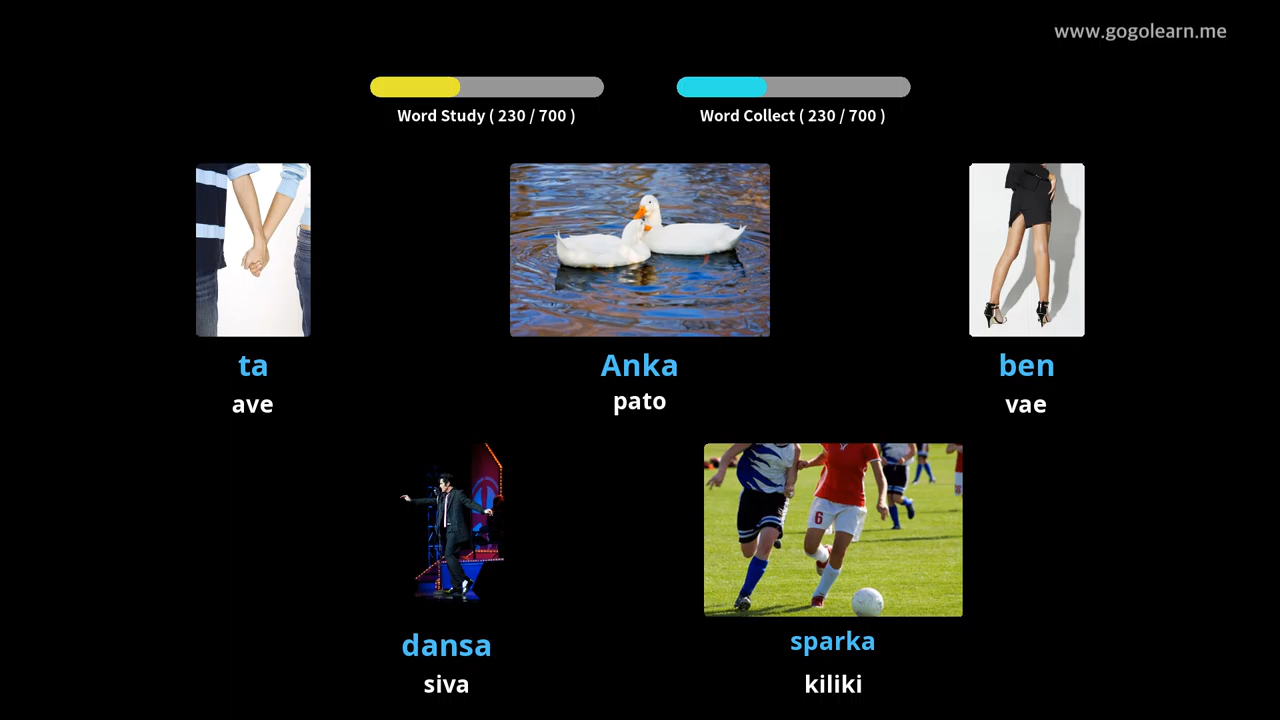 www.gogolearn.me
Word Study ( 230 / 700 )
Word Collect ( 230 / 700 )
ta
ave
Anka
pato
ben
vae
6
dansa
siva
sparka
kiliki